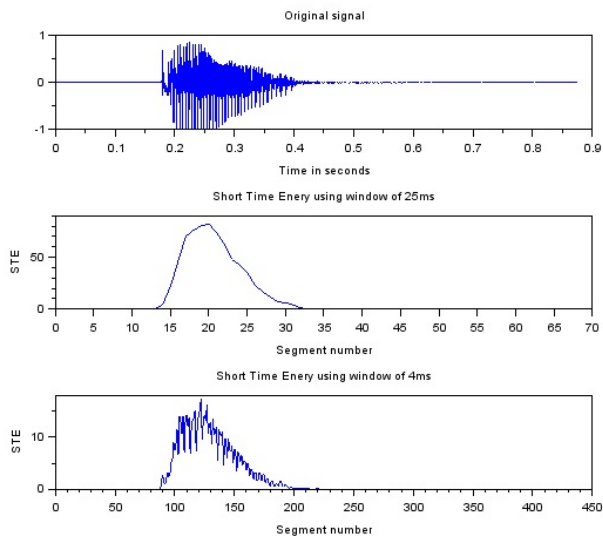 Original signal
1
0
-1
0 0.1 0.2 0.3 0.4 0.5 0.6 0.7 0.8 0.9
Time in seconds
Short Time Enery using window of 25ms
STE
50
0
0 5 10 15 20 25 30 35 40 45 50 55 60 65 70
Segment number
Short Time Enery using window of 4ms
STE
10
0
0 50 100 150 200 250 300 350 400 450
Segment number